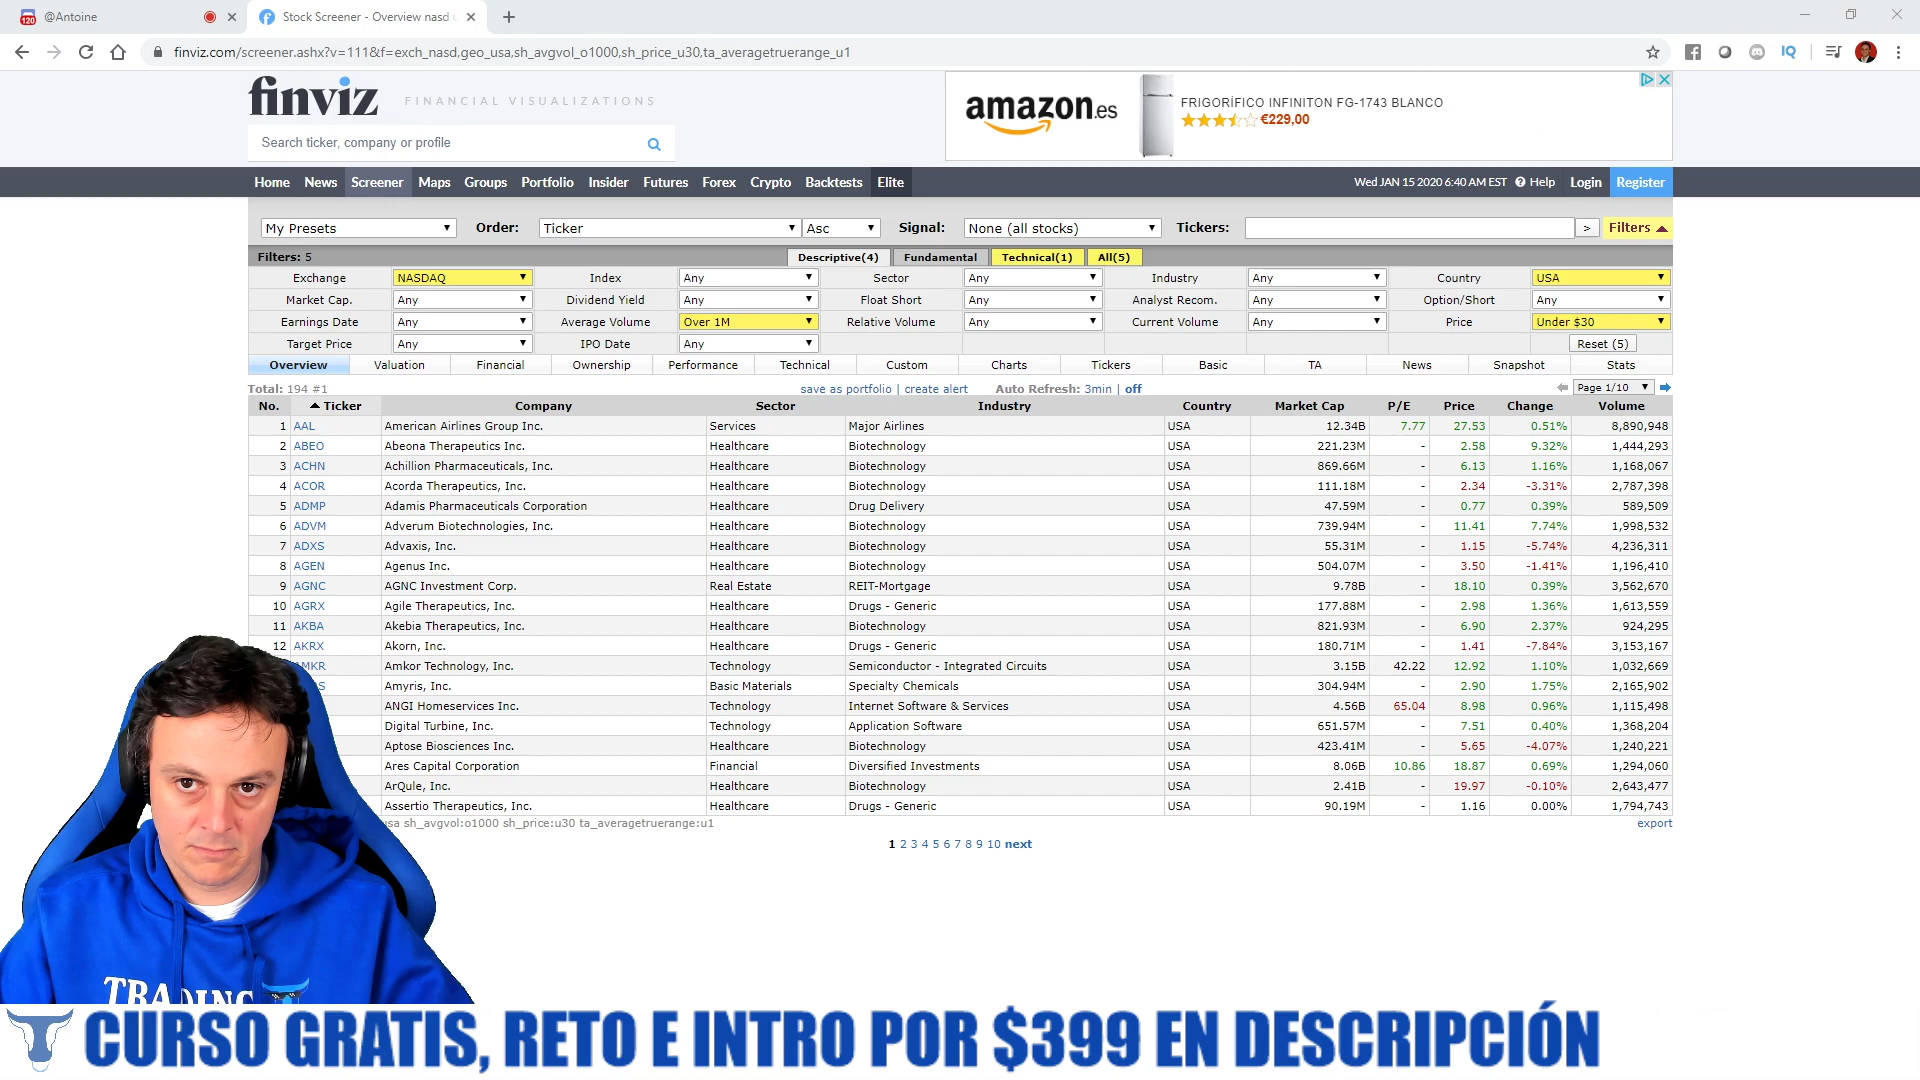 @Antoine
Stock Screener - Overview nasd u
finviz.com/screener.ashx?v=111&f=exch_nasd,geo_usa,sh_avgvol_o1000,sh_price_u30,ta_averagetruerange_u1
finviz FINANCIAL VISUALIZATIONS
Search ticker, company or profile
amazon.es
FRIGORÍFICO INFINITON FG-1743 BLANCO
€229,00
Home News Screener Maps Groups Portfolio Insider Futures Forex Crypto Backtests Elite
Wed JAN 15 2020 6:40 AM EST Help Login Register
My Presets Order: Ticker Asc Signal: None (all stocks) Tickers: > Filters
Filters: 5 Descriptive(4) Fundamental Technical(1) All(5)
Exchange NASDAQ Index Any Sector Any Industry Any Country USA
Market Cap. Any Dividend Yield Any Float Short Any Analyst Recom. Any Option/Short Any
Earnings Date Any Average Volume Over 1M Relative Volume Any Current Volume Any Price Under $30
Target Price Any IPO Date Any Reset (5)
Overview Valuation Financial Ownership Performance Technical Custom Charts Tickers Basic TA News Snapshot Stats
Total: 194 #1 save as portfolio | create alert Auto Refresh: 3min | off Page 1/10
No. Ticker Company Sector Industry Country Market Cap P/E Price Change Volume
1 AAL American Airlines Group Inc. Services Major Airlines USA 12.34B 7.77 27.53 0.51% 8,890,948
2 ABEO Abeona Therapeutics Inc. Healthcare Biotechnology USA 221.23M - 2.58 9.32% 1,444,293
3 ACHN Achillion Pharmaceuticals, Inc. Healthcare Biotechnology USA 869.66M - 6.13 1.16% 1,168,067
4 ACOR Acorda Therapeutics, Inc. Healthcare Biotechnology USA 111.18M - 2.34 -3.31% 2,787,398
5 ADMP Adamis Pharmaceuticals Corporation Healthcare Drug Delivery USA 47.59M - 0.77 0.39% 589,509
6 ADVM Adverum Biotechnologies, Inc. Healthcare Biotechnology USA 739.94M - 11.41 7.74% 1,998,532
7 ADXS Advaxis, Inc. Healthcare Biotechnology USA 55.31M - 1.15 -5.74% 4,236,311
8 AGEN Agenus Inc. Healthcare Biotechnology USA 504.07M - 3.50 -1.41% 1,196,410
9 AGNC AGNC Investment Corp. Real Estate REIT-Mortgage USA 9.78B - 18.10 0.39% 3,562,670
10 AGRX Agile Therapeutics, Inc. Healthcare Drugs - Generic USA 177.88M - 2.98 1.36% 1,613,559
11 AKBA Akebia Therapeutics, Inc. Healthcare Biotechnology USA 821.93M - 6.90 2.37% 924,295
12 AKRX Akorn, Inc. Healthcare Drugs - Generic USA 180.71M - 1.41 -7.84% 3,153,167
MKR Amkor Technology, Inc. Technology Semiconductor - Integrated Circuits USA 3.15B 42.22 12.92 1.10% 1,032,669
S Amyris, Inc. Basic Materials Specialty Chemicals USA 304.94M - 2.90 1.75% 2,165,902
ANGI Homeservices Inc. Technology Internet Software & Services USA 4.56B 65.04 8.98 0.96% 1,115,498
Digital Turbine, Inc. Technology Application Software USA 651.57M - 7.51 0.40% 1,368,204
Aptose Biosciences Inc. Healthcare Biotechnology USA 423.41M - 5.65 -4.07% 1,240,221
Ares Capital Corporation Financial Diversified Investments USA 8.06B 10.86 18.87 0.69% 1,294,060
ArQule, Inc. Healthcare Biotechnology USA 2.41B - 19.97 -0.10% 2,643,477
Assertio Therapeutics, Inc. Healthcare Drugs - Generic USA 90.19M - 1.16 0.00% 1,794,743
usa sh_avgvol:o1000 sh_price:u30 ta_averagetruerange:u1 export
1 2 3 4 5 6 7 8 9 10 next
TRADING
CURSO GRATIS, RETO E INTRO POR $399 EN DESCRIPCIÓN